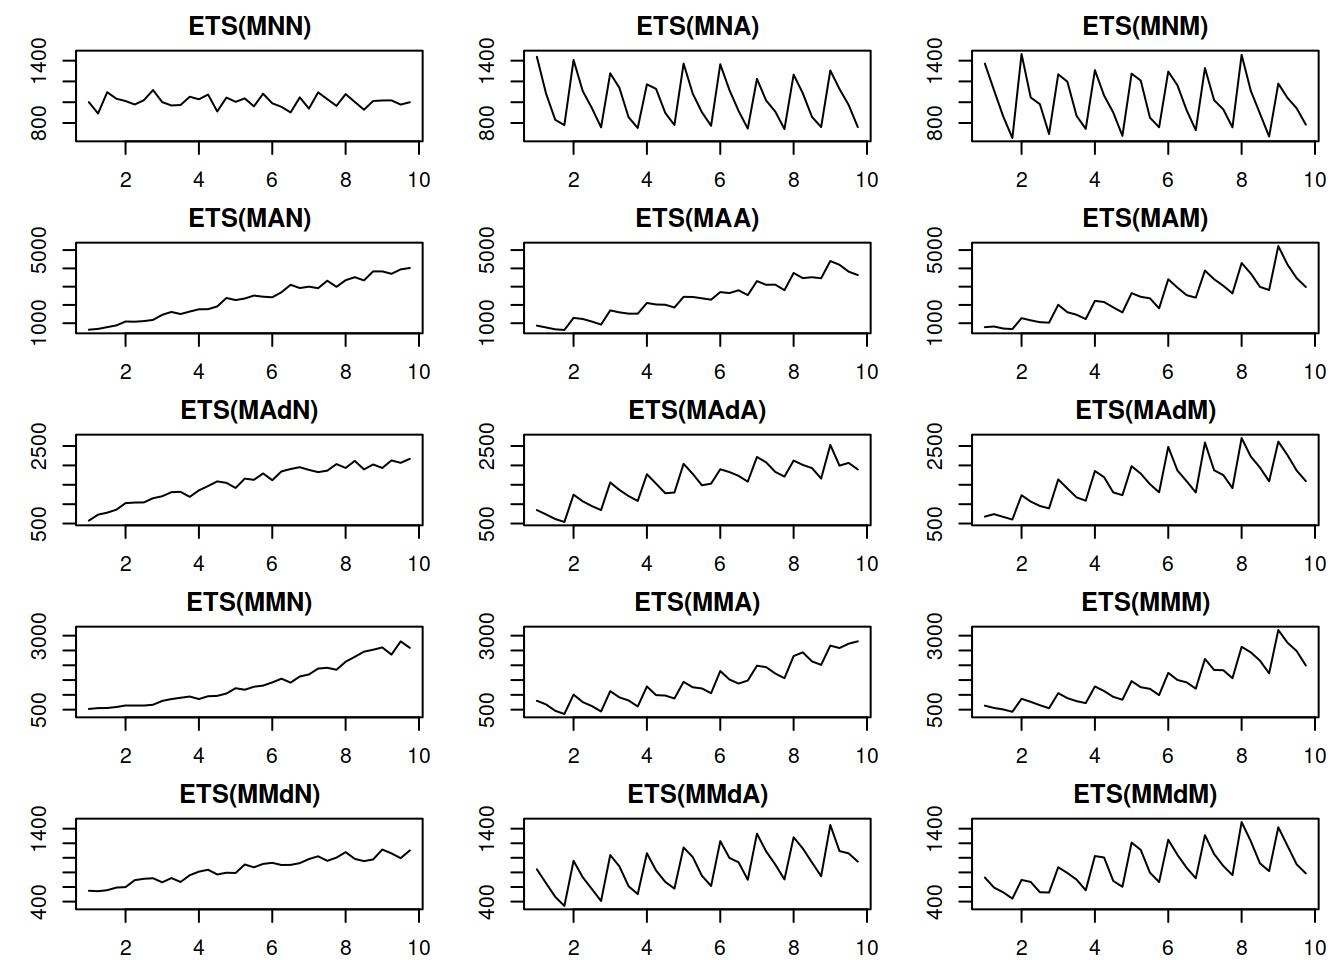 ETS(MNN) ETS(MNA) ETS(MNM)
1400 1400 1400
800 800 800
2 4 6 8 10 2 4 6 8 10 2 4 6 8 10
ETS(MAN) ETS(MAA) ETS(MAM)
5000 5000 5000
1000 1000 1000
2 4 6 8 10 2 4 6 8 10 2 4 6 8 10
ETS(MAdN) ETS(MAdA) ETS(MAdM)
2500 2500 2500
500 500 500
2 4 6 8 10 2 4 6 8 10 2 4 6 8 10
ETS(MMN) ETS(MMA) ETS(MMM)
3000 3000 3000
500 500 500
2 4 6 8 10 2 4 6 8 10 2 4 6 8 10
ETS(MMdN) ETS(MMdA) ETS(MMdM)
1400 1400 1400
400 400 400
2 4 6 8 10 2 4 6 8 10 2 4 6 8 10